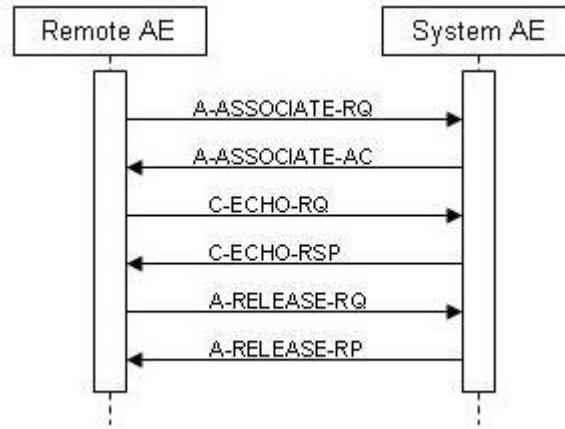 Remote AE
System AE
A-ASSOCIATE-RQ
A-ASSOCIATE-AC
C-ECHO-RQ
C-ECHO-RSP
A-RELEASE-RQ
A-RELEASE-RP